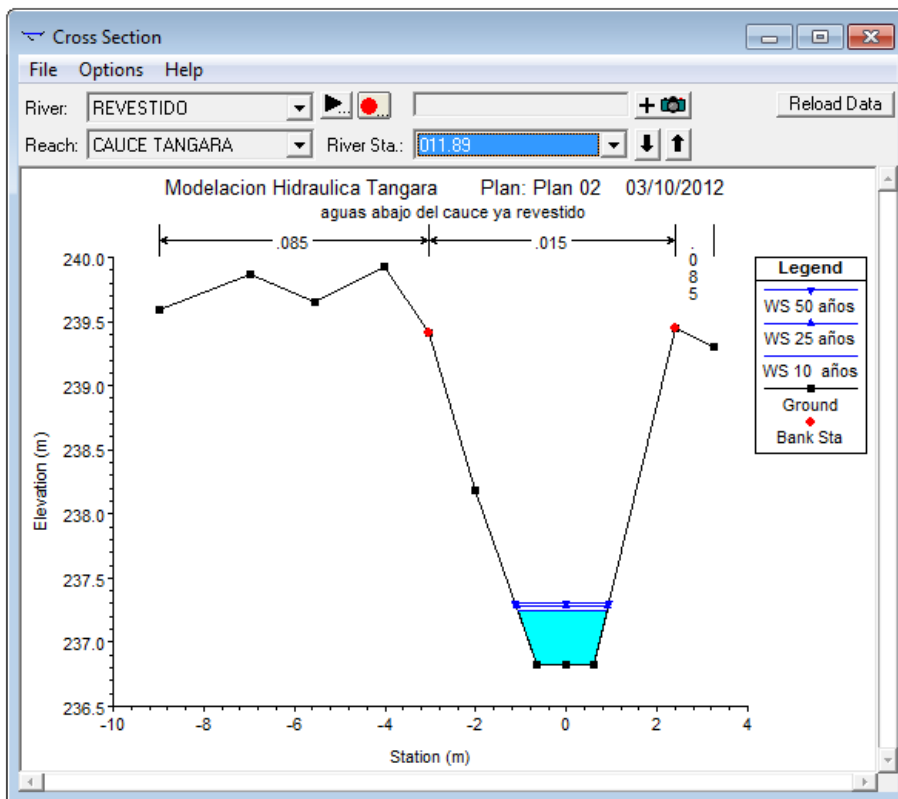 Cross Section
File Options Help
River: REVESTIDO Reload Data
Reach: CAUCE TANGARA River Sta.: 011.89
Modelacion Hidraulica Tangara Plan: Plan 02 03/10/2012
aguas abajo del cauce ya revestido
.085 .015 .085
240.0
239.5
239.0
238.5
238.0
237.5
237.0
236.5
Elevation (m)
-10 -8 -6 -4 -2 0 2 4
Station (m)
Legend
WS 50 años
WS 25 años
WS 10 años
Ground
Bank Sta